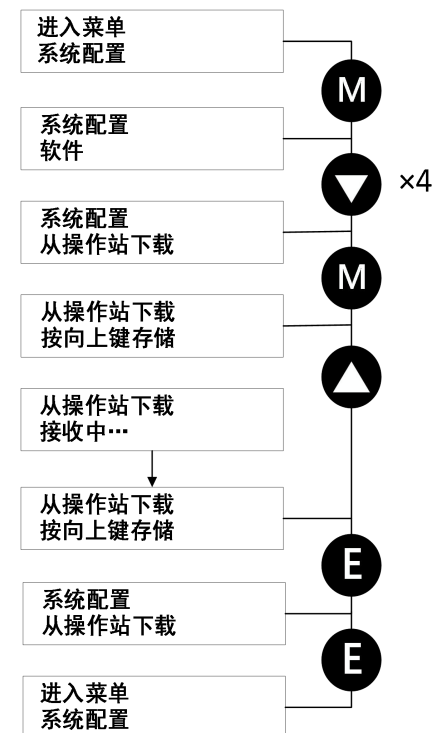 进入菜单
系统配置
M
系统配置
软件
×4
系统配置
从操作站下载
M
从操作站下载
按向上键存储
从操作站下载
接收中…
从操作站下载
按向上键存储
E
系统配置
从操作站下载
E
进入菜单
系统配置